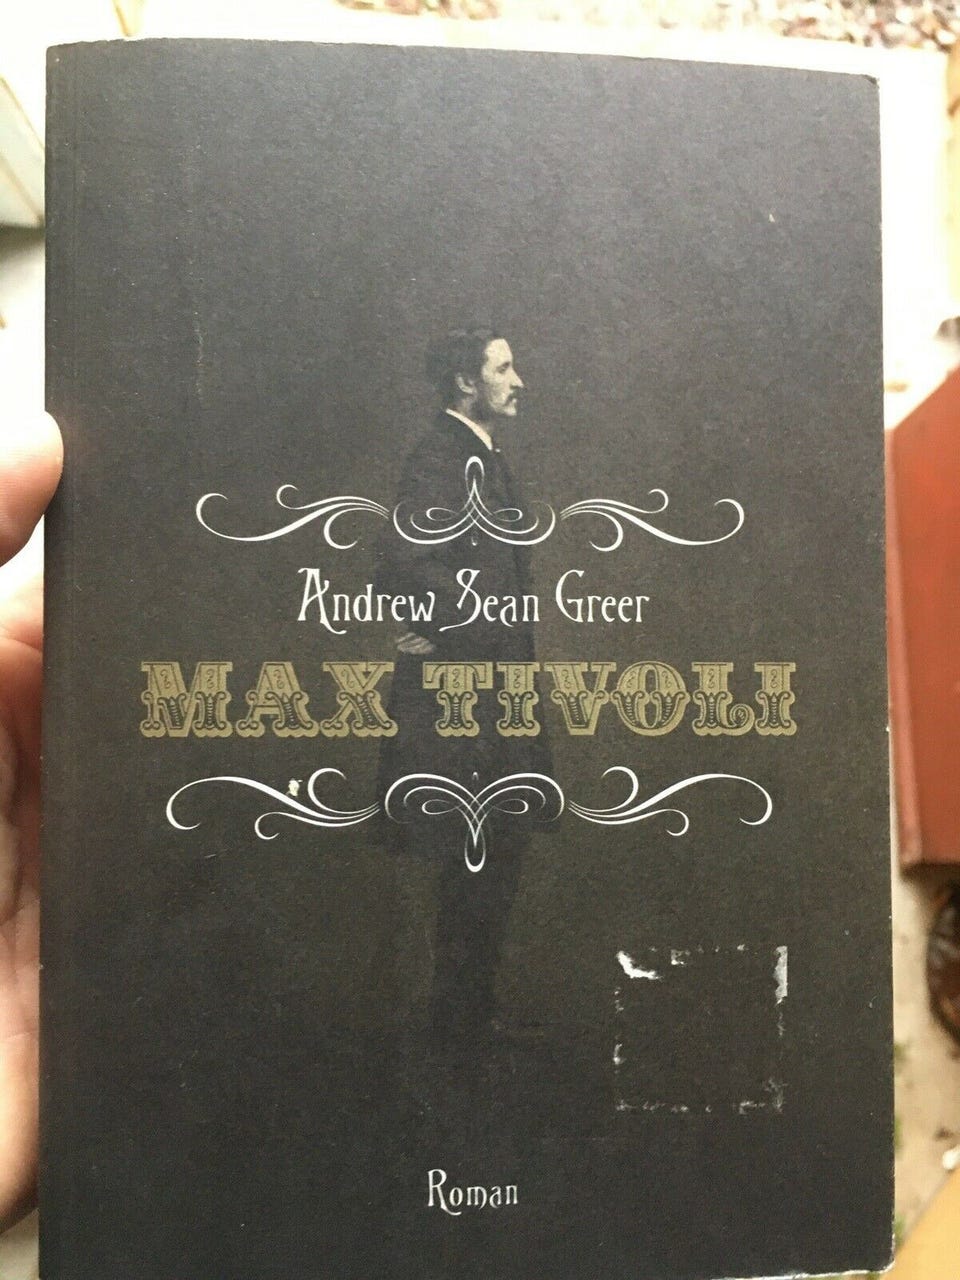 Andrew Sean Greer
MAX TIVOLI
Roman